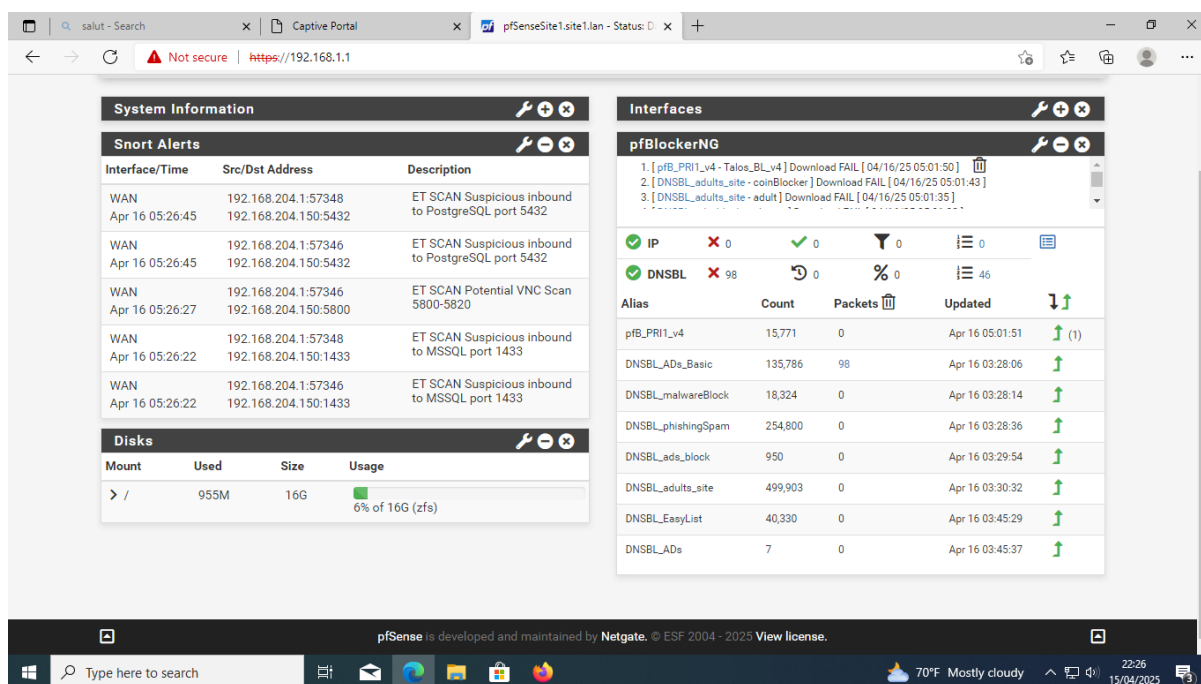 salut - Search
Captive Portal
pfSenseSite1.site1.lan - Status: D
Not secure
https://192.168.1.1
System Information
Snort Alerts
Interface/Time Src/Dst Address Description
WAN 192.168.204.1:57348 ET SCAN Suspicious inbound
Apr 16 05:26:45 192.168.204.150:5432 to PostgreSQL port 5432
WAN 192.168.204.1:57346 ET SCAN Suspicious inbound
Apr 16 05:26:45 192.168.204.150:5432 to PostgreSQL port 5432
WAN 192.168.204.1:57346 ET SCAN Potential VNC Scan
Apr 16 05:26:27 192.168.204.150:5800 5800-5820
WAN 192.168.204.1:57348 ET SCAN Suspicious inbound
Apr 16 05:26:22 192.168.204.150:1433 to MSSQL port 1433
WAN 192.168.204.1:57346 ET SCAN Suspicious inbound
Apr 16 05:26:22 192.168.204.150:1433 to MSSQL port 1433
Disks
Mount Used Size Usage
/ 955M 16G
6% of 16G (zfs)
Interfaces
pfBlockerNG
1. [ pfB_PRI1_v4 - Talos_BL_v4 ] Download FAIL [ 04/16/25 05:01:50 ]
2. [ DNSBL_adults_site - coinBlocker ] Download FAIL [ 04/16/25 05:01:43 ]
3. [ DNSBL_adults_site - adult ] Download FAIL [ 04/16/25 05:01:35 ]
IP 0 0 0 0
DNSBL 98 0 0 46
Alias Count Packets Updated
pfB_PRI1_v4 15,771 0 Apr 16 05:01:51 (1)
DNSBL_ADs_Basic 135,786 98 Apr 16 03:28:06
DNSBL_malwareBlock 18,324 0 Apr 16 03:28:14
DNSBL_phishingSpam 254,800 0 Apr 16 03:28:36
DNSBL_ads_block 950 0 Apr 16 03:29:54
DNSBL_adults_site 499,903 0 Apr 16 03:30:32
DNSBL_EasyList 40,330 0 Apr 16 03:45:29
DNSBL_ADs 7 0 Apr 16 03:45:37
pfSense is developed and maintained by Netgate. © ESF 2004 - 2025 View license.
Type here to search
70°F Mostly cloudy
22:26
15/04/2025
3